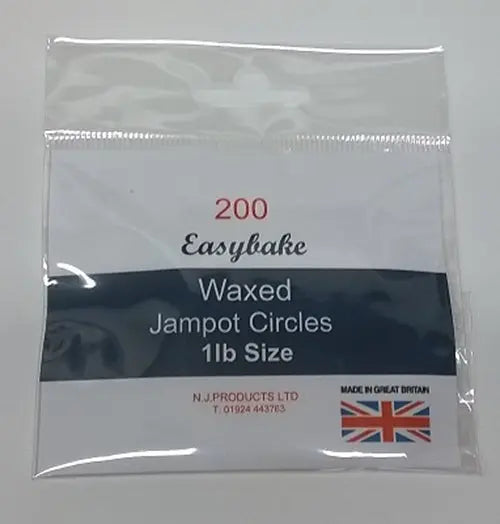 200
Easybake
Waxed
Jampot Circles
1lb Size
N.J.PRODUCTS LTD
T: 01924 443763
MADE IN GREAT BRITAIN